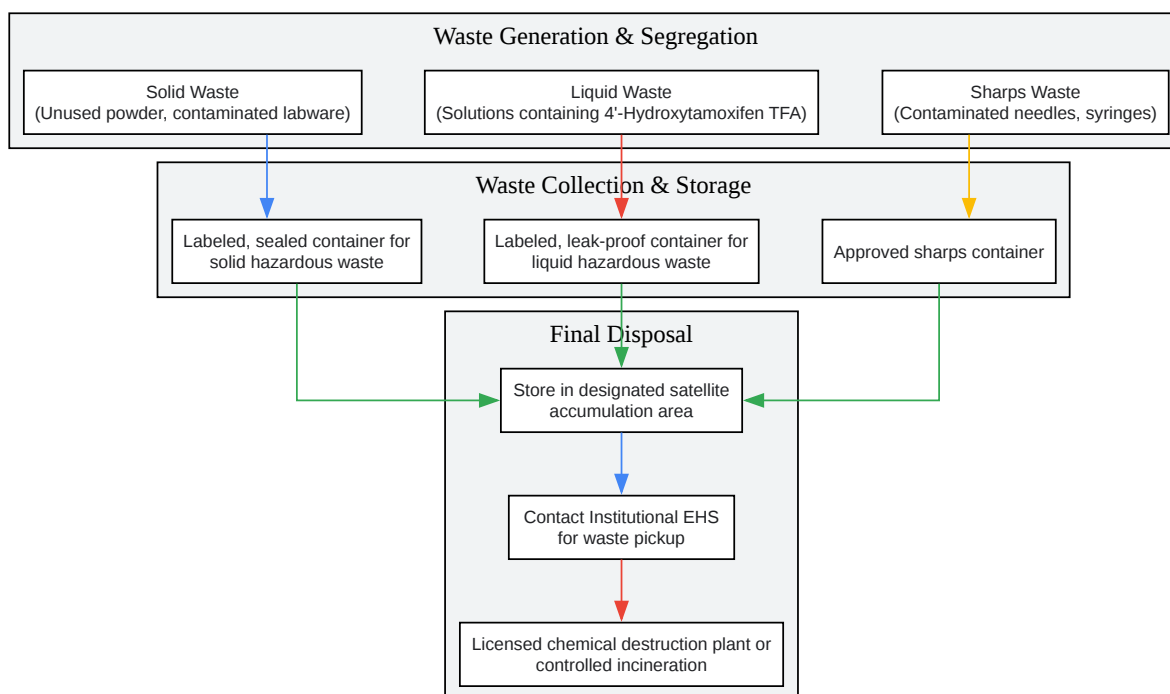 Waste Generation & Segregation
Solid Waste
(Unused powder, contaminated labware)
Liquid Waste
(Solutions containing 4'-Hydroxytamoxifen TFA)
Sharps Waste
(Contaminated needles, syringes)
Waste Collection & Storage
Labeled, sealed container for
solid hazardous waste
Labeled, leak-proof container for
liquid hazardous waste
Approved sharps container
Final Disposal
Store in designated satellite
accumulation area
Contact Institutional EHS
for waste pickup
Licensed chemical destruction plant or
controlled incineration